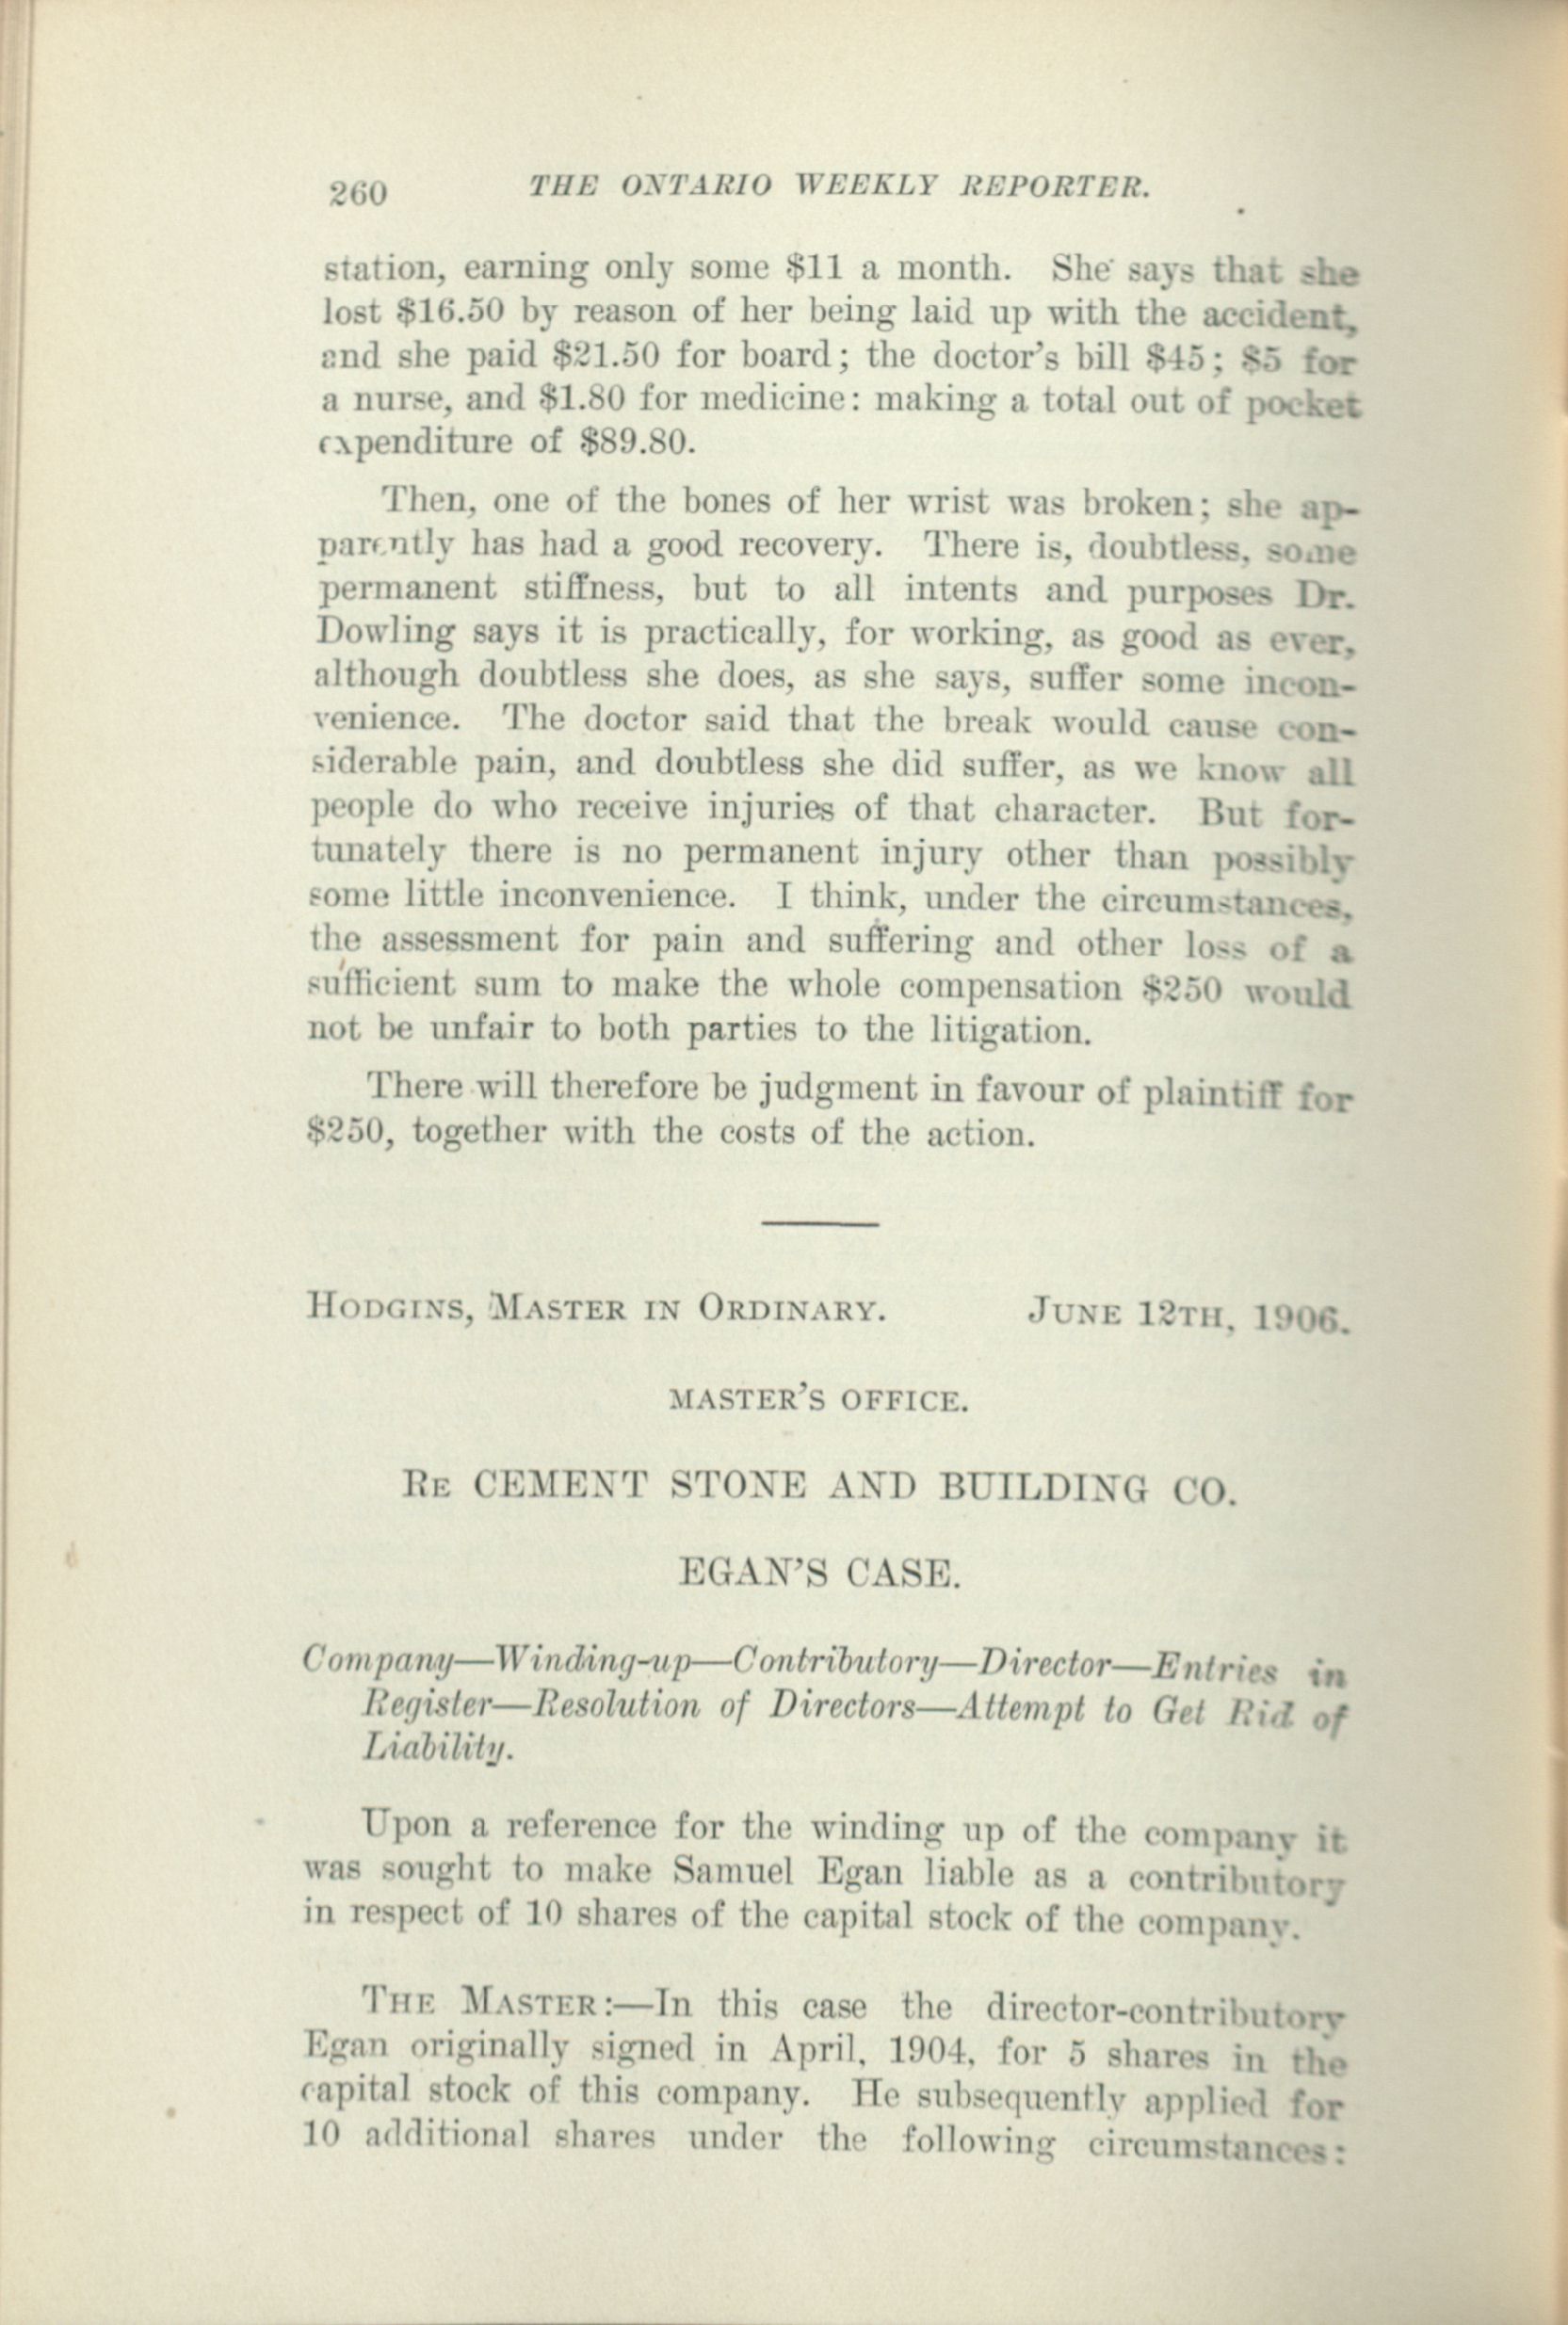 260 THE ONTARIO WEEKLY REPORTER.
station, earning only some $11 a month. She says that she
lost $16.50 by reason of her being laid up with the accident,
and she paid $21.50 for board; the doctor's bill $45; $5 for
a nurse, and $1.80 for medicine: making a total out of pocket
expenditure of $89.80.
Then, one of the bones of her wrist was broken; she ap-
parently has had a good recovery. There is, doubtless, some
permanent stiffness, but to all intents and purposes Dr.
Dowling says it is practically, for working, as good as ever,
although doubtless she does, as she says, suffer some incon-
venience. The doctor said that the break would cause con-
siderable pain, and doubtless she did suffer, as we know all
people do who receive injuries of that character. But for-
tunately there is no permanent injury other than possibly
some little inconvenience. I think, under the circumstances,
the assessment for pain and suffering and other loss of a
sufficient sum to make the whole compensation $250 would
not be unfair to both parties to the litigation.
There will therefore be judgment in favour of plaintiff for
$250, together with the costs of the action.
HODGINS, MASTER IN ORDINARY. JUNE 12TH, 1906.
MASTER'S OFFICE.
RE CEMENT STONE AND BUILDING CO.
EGAN'S CASE.
Company—Winding-up—Contributory—Director—Entries in
Register—Resolution of Directors—Attempt to Get Rid of
Liability.
Upon a reference for the winding up of the company it
was sought to make Samuel Egan liable as a contributory
in respect of 10 shares of the capital stock of the company.
THE MASTER:—In this case the director-contributory
Egan originally signed in April, 1904, for 5 shares in the
capital stock of this company. He subsequently applied for
10 additional shares under the following circumstances: